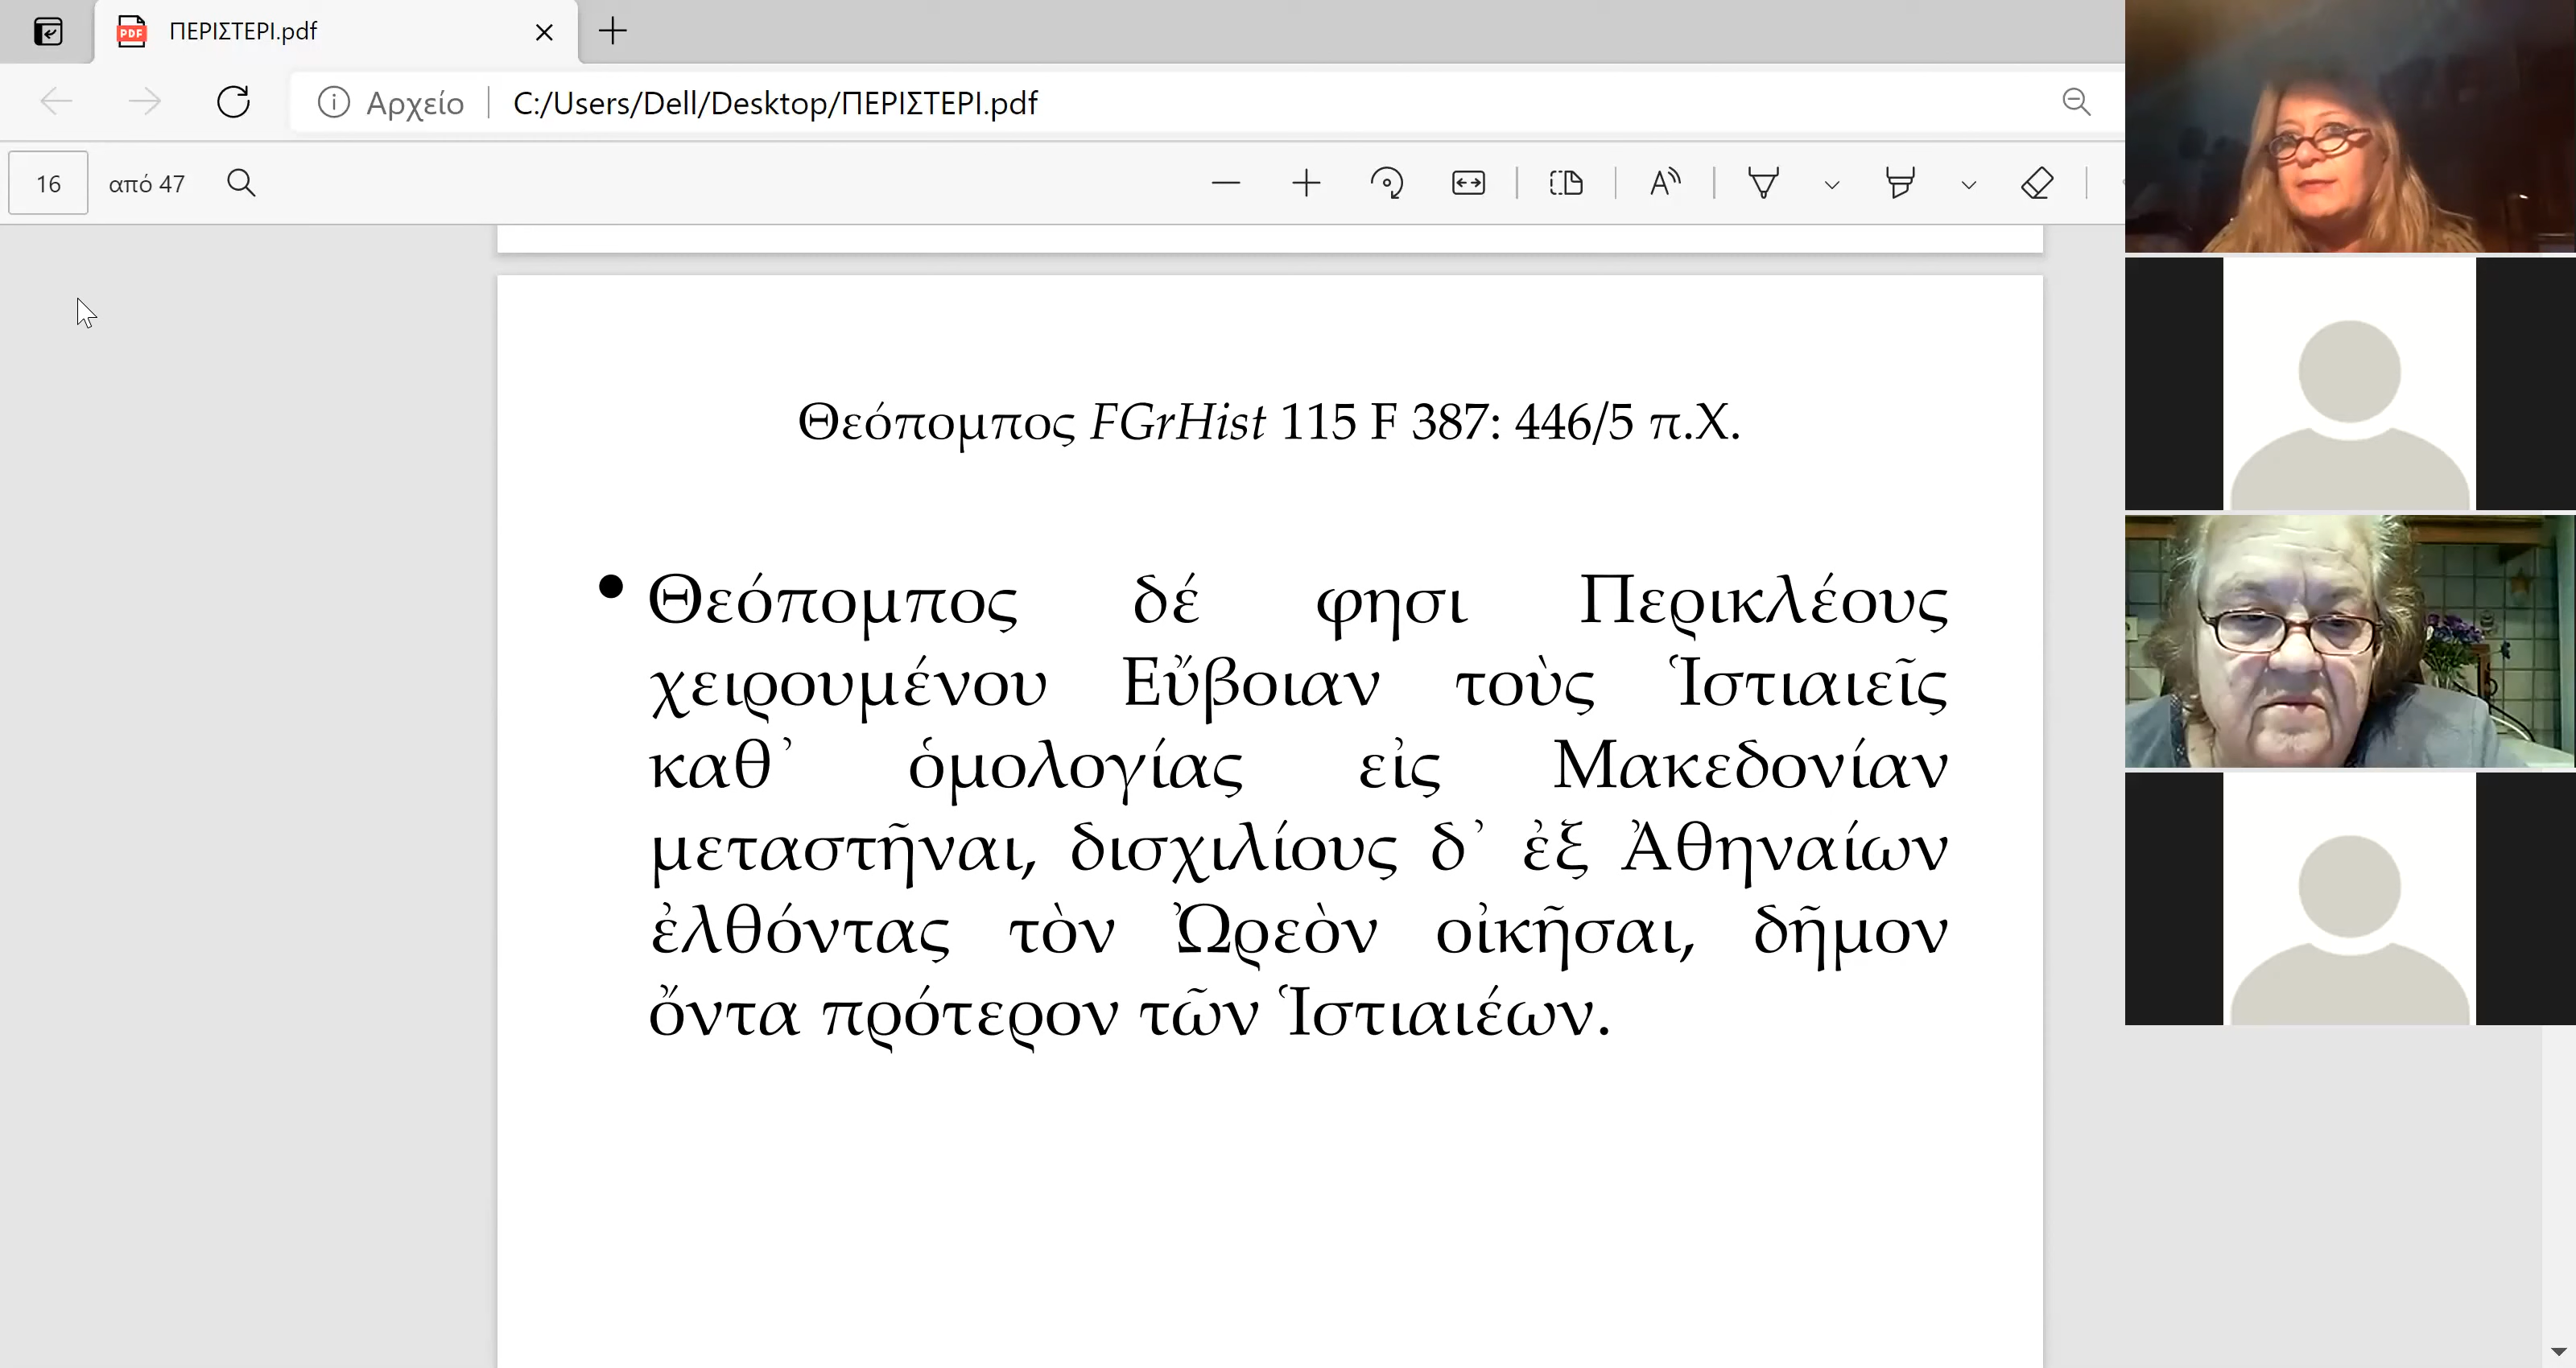 ΠΕΡΙΣΤΕΡΙ.pdf
Αρχείο
C:/Users/Dell/Desktop/ΠΕΡΙΣΤΕΡΙ.pdf
16 από 47
Θεόπομπος FGrHist 115 F 387: 446/5 π.Χ.
• Θεόπομπος δέ φησι Περικλέους
χειρουμένου Εὔβοιαν τοὺς Ἱστιαιεῖς
καθ᾽ ὁμολογίας εἰς Μακεδονίαν
μεταστῆναι, δισχιλίους δ᾽ ἐξ Ἀθηναίων
ἐλθόντας τὸν Ὠρεὸν οἰκῆσαι, δῆμον
ὄντα πρότερον τῶν Ἱστιαιέων.